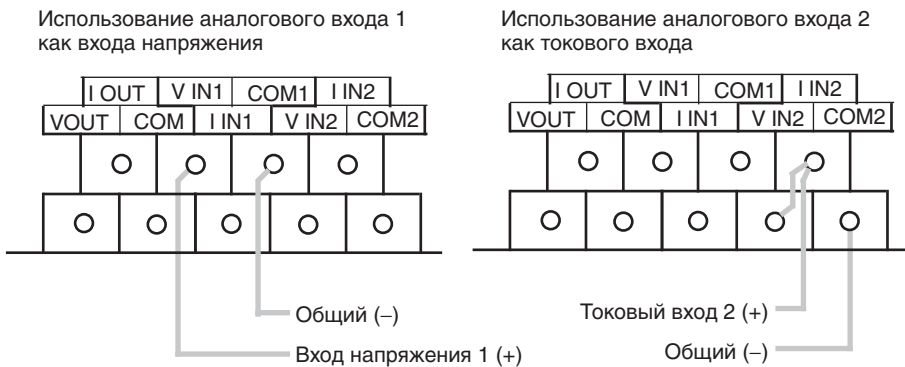 Использование аналогового входа 1
как входа напряжения
I OUT V IN1 COM1 I IN2
VOUT COM I IN1 V IN2 COM2
Общий (–)
Вход напряжения 1 (+)
Использование аналогового входа 2
как токового входа
I OUT V IN1 COM1 I IN2
VOUT COM I IN1 V IN2 COM2
Токовый вход 2 (+)
Общий (–)